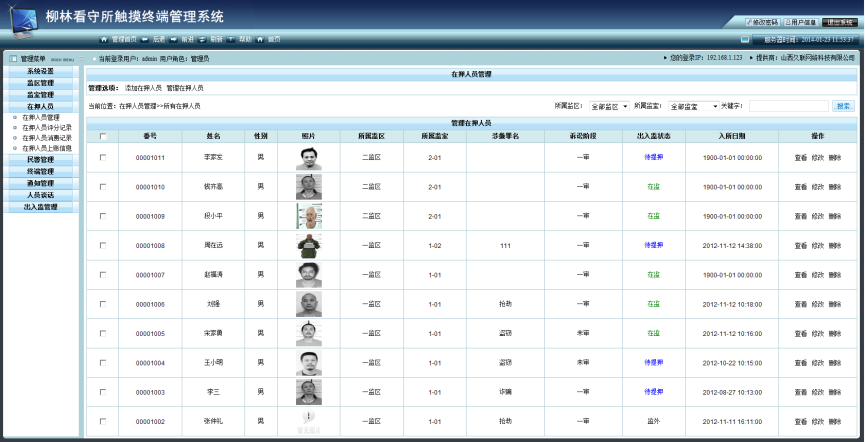 柳林看守所触摸终端管理系统
修改密码 用户信息 退出系统
管理首页 后退 前进 刷新 帮助 首页
服务器时间：2014-01-23 11:33:37
管理菜单
当前登录用户：admin 用户角色：管理员
您的登录IP：192.168.1.123 提供商：山西久联网络科技有限公司
系统设置
监区管理
监室管理
在押人员
在押人员管理
在押人员评分记录
在押人员消费记录
在押人员上账信息
民警管理
终端管理
通知管理
人员谈话
出入监管理
在押人员管理
管理选项： 添加在押人员 管理在押人员
当前位置：在押人员管理>>所有在押人员
所属监区： 全部监区 所属监室： 全部监室 关键字： 搜索
管理在押人员
番号 姓名 性别 照片 所属监区 所属监室 涉嫌罪名 诉讼阶段 出入监状态 入所日期 操作
00001011 李家友 男 二监区 2-01 一审 待提押 1900-01-01 00:00:00 查看 修改 删除
00001010 男 二监区 2-01 一审 在监 1900-01-01 00:00:00 查看 修改 删除
00001009 段小平 男 二监区 2-01 一审 在监 1900-01-01 00:00:00 查看 修改 删除
00001008 周在远 男 一监区 1-02 111 一审 待提押 2012-11-12 14:38:00 查看 修改 删除
00001007 赵福涛 男 一监区 1-01 一审 在监 1900-01-01 00:00:00 查看 修改 删除
00001006 刘强 男 一监区 1-01 抢劫 一审 在监 2012-11-12 10:18:00 查看 修改 删除
00001005 宋家勇 男 一监区 1-01 盗窃 未审 在监 2012-11-12 10:16:00 查看 修改 删除
00001004 王小明 男 一监区 1-01 盗窃 未审 待提押 2012-10-22 10:15:00 查看 修改 删除
00001003 李三 男 一监区 1-01 诈骗 一审 待提押 2012-08-27 10:13:00 查看 修改 删除
00001002 张仲礼 男 暂无图片 一监区 1-01 抢劫 一审 监外 2012-11-11 16:11:00 查看 修改 删除